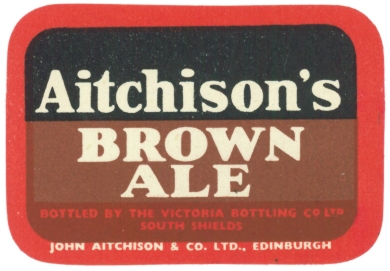 Aitchison's
BROWN
ALE
BOTTLED BY THE VICTORIA BOTTLING CO LTD
SOUTH SHIELDS
JOHN AITCHISON & CO. LTD., EDINBURGH